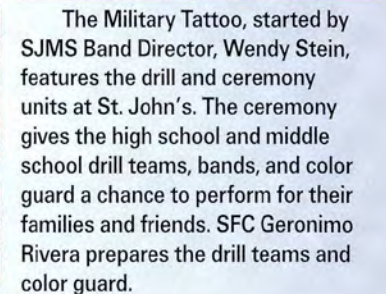 The Military Tattoo, started by
SJMS Band Director, Wendy Stein,
features the drill and ceremony
units at St. John's. The ceremony
gives the high school and middle
school drill teams, bands, and color
guard a chance to perform for their
families and friends. SFC Geronimo
Rivera prepares the drill teams and
color guard.